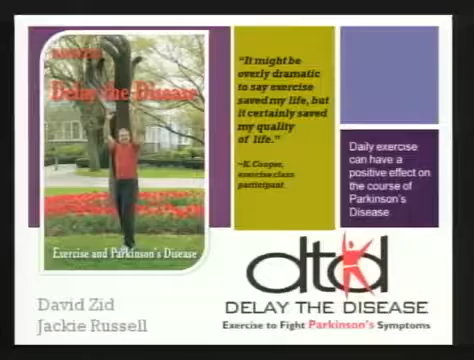 Delay the Disease
Exercise and Parkinson's Disease
David Zid
Jackie Russell
"It might be
overly dramatic
to say exercise
saved my life, but
it certainly saved
my quality
of life."
~K. Cooper,
exercise class
participant
Daily exercise
can have a
positive effect on
the course of
Parkinson's
Disease
dtd
DELAY THE DISEASE
Exercise to Fight Parkinson's Symptoms